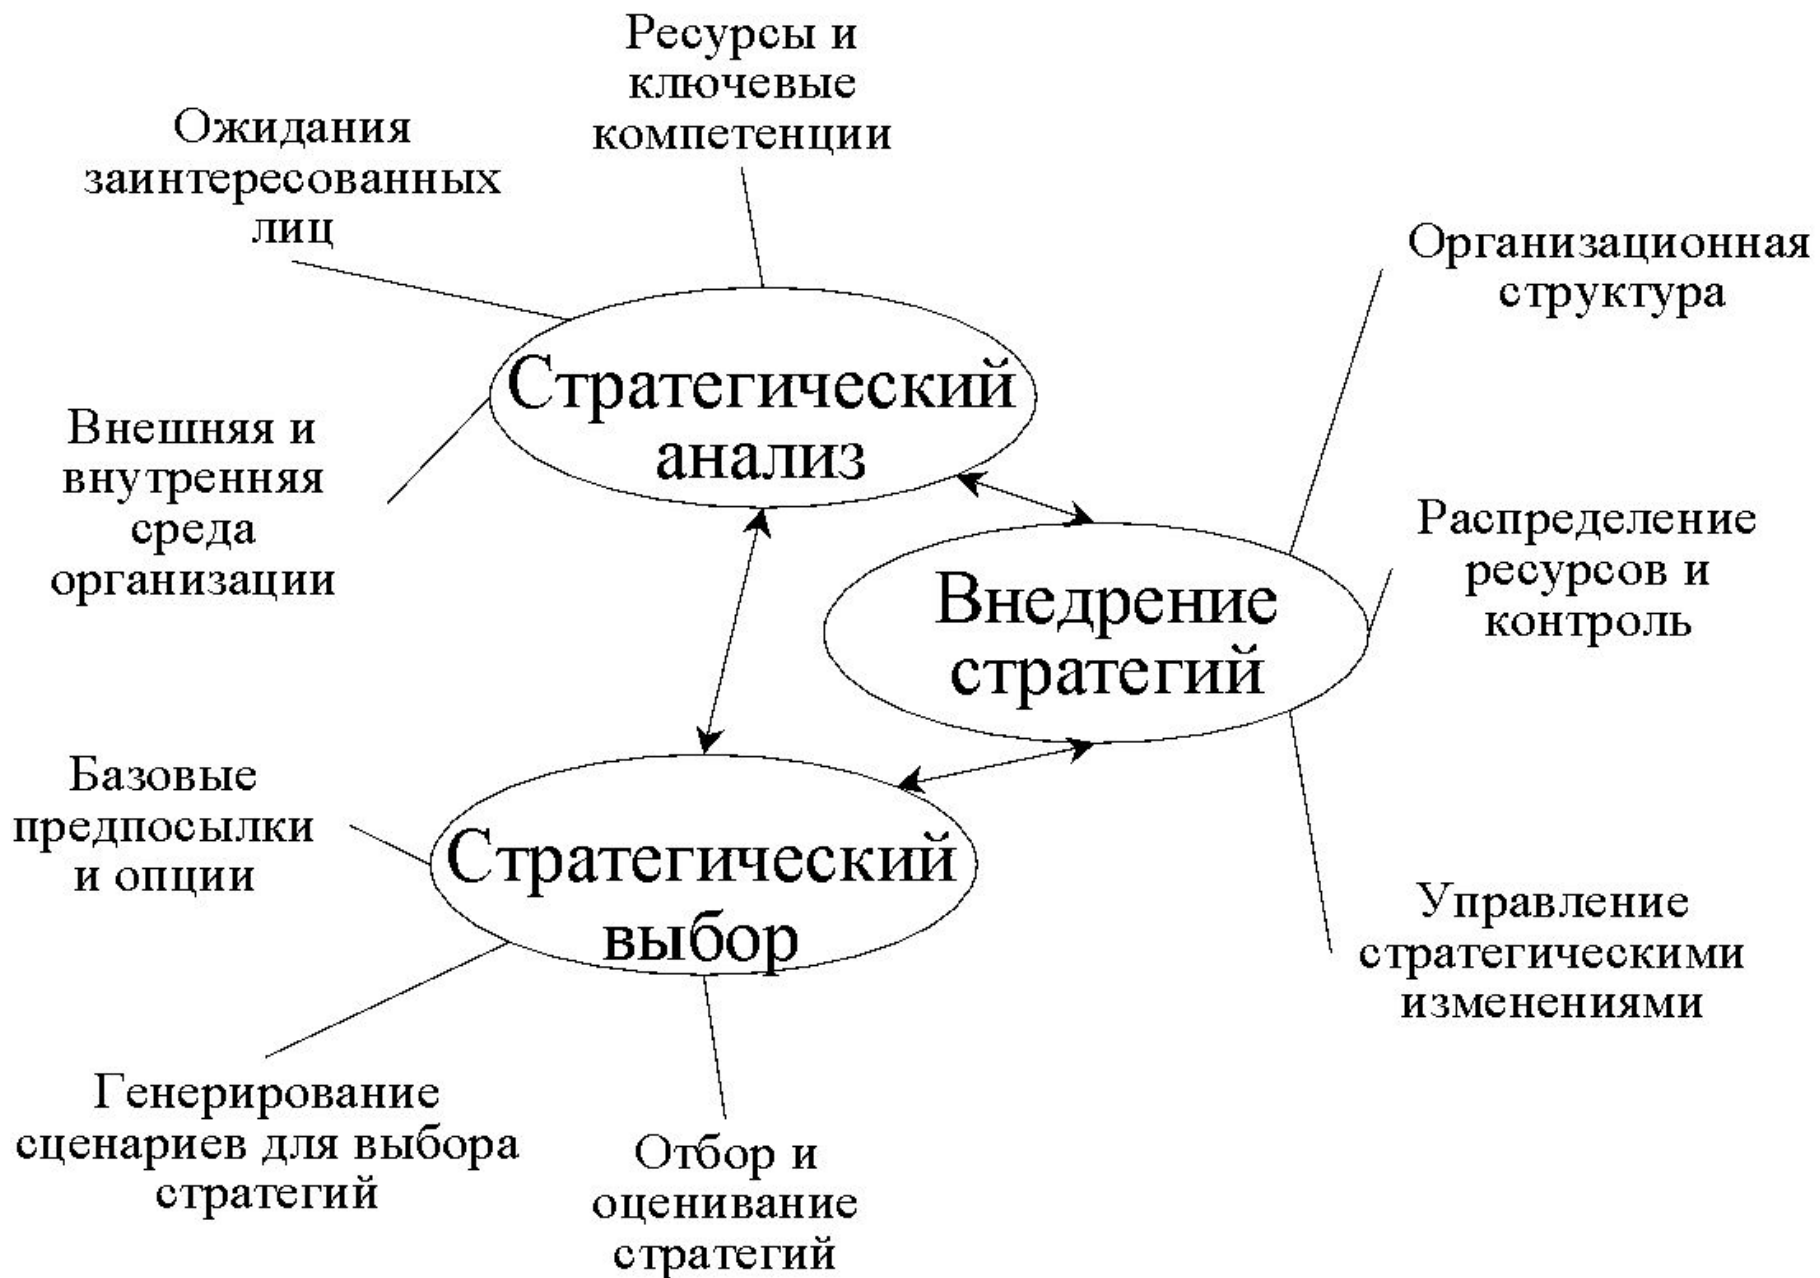 Ресурсы и
ключевые
компетенции
Ожидания
заинтересованных
лиц
Организационная
структура
Стратегический
анализ
Внешняя и
внутренняя
среда
организации
Распределение
ресурсов и
контроль
Внедрение
стратегий
Базовые
предпосылки
и опции
Стратегический
выбор
Управление
стратегическими
изменениями
Генерирование
сценариев для выбора
стратегий
Отбор и
оценивание
стратегий